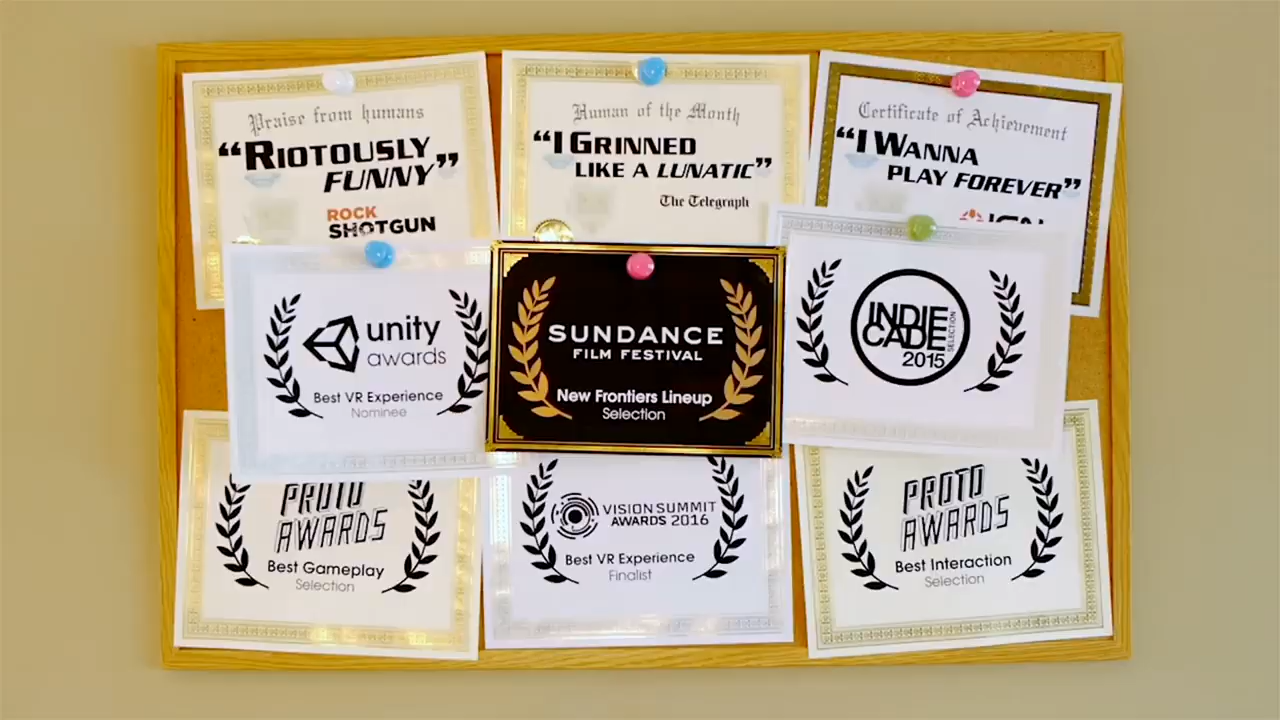 Praise from humans
“RIOTOUSLY
FUNNY”
ROCK
SHOTGUN
Human of the Month
“I GRINNED
LIKE A LUNATIC”
The Telegraph
Certificate of Achievement
“I WANNA
PLAY FOREVER”
IGN
unity
awards
Best VR Experience
Nominee
SUNDANCE
FILM FESTIVAL
New Frontiers Lineup
Selection
INDIE
CADE
SELECTION
2015
PROTO
AWARDS
Best Gameplay
Selection
VISION SUMMIT
AWARDS 2016
Best VR Experience
Finalist
PROTO
AWARDS
Best Interaction
Selection